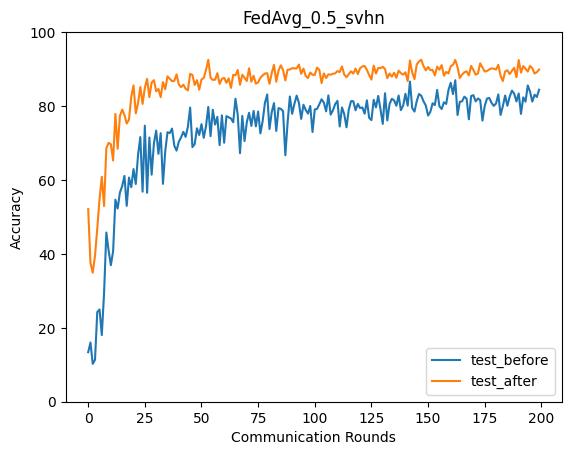 FedAvg_0.5_svhn
100
80
60
40
20
0
Accuracy
0 25 50 75 100 125 150 175 200
Communication Rounds
test_before
test_after